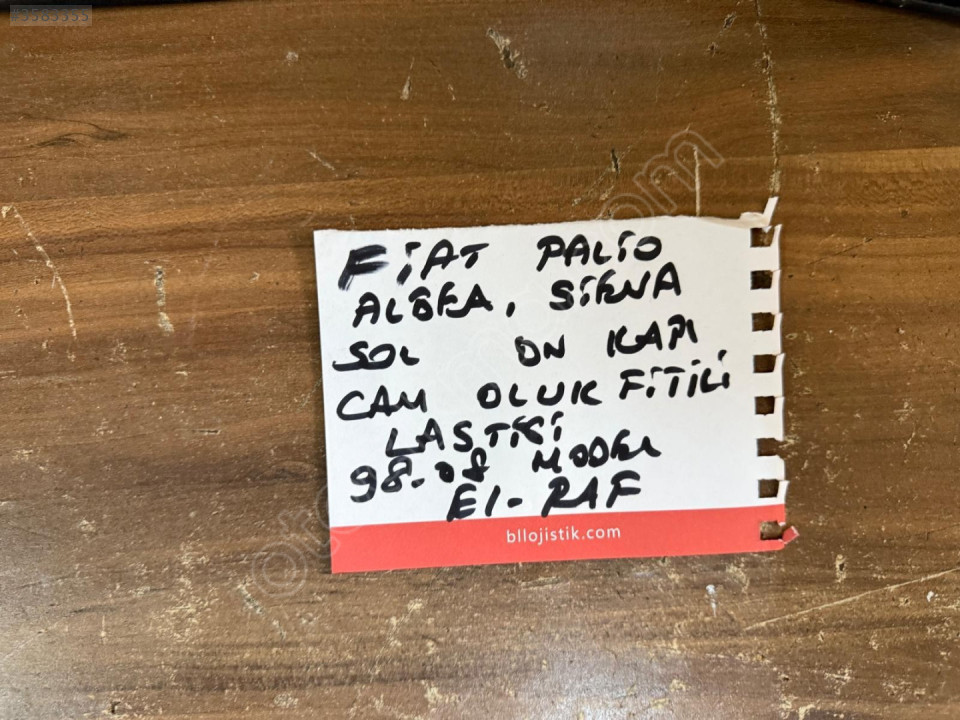 FİAT PALİO
ALBEA, SİENA
SOL ON KAPI
CAM OLUK FİTİLİ
LASTİĞİ
98-08 MODEL
E1-RAF
bllojistik.com